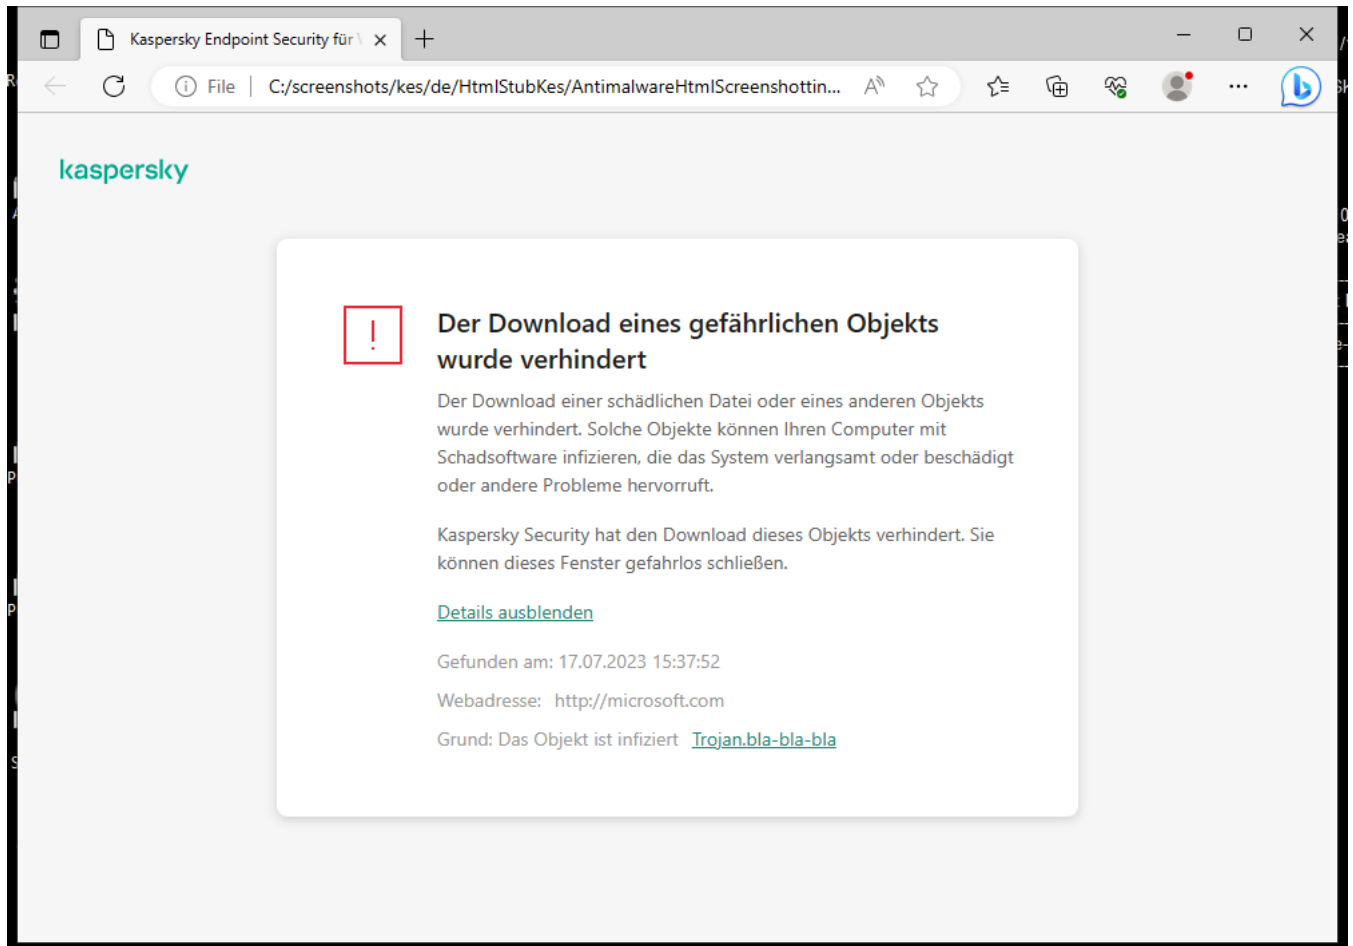 Kaspersky Endpoint Security für
File
C:/screenshots/kes/de/HtmlStubKes/AntimalwareHtmlScreenshottin...
kaspersky
Der Download eines gefährlichen Objekts
wurde verhindert
Der Download einer schädlichen Datei oder eines anderen Objekts
wurde verhindert. Solche Objekte können Ihren Computer mit
Schadsoftware infizieren, die das System verlangsamt oder beschädigt
oder andere Probleme hervorruft.
Kaspersky Security hat den Download dieses Objekts verhindert. Sie
können dieses Fenster gefahrlos schließen.
Details ausblenden
Gefunden am: 17.07.2023 15:37:52
Webadresse: http://microsoft.com
Grund: Das Objekt ist infiziert Trojan.bla-bla-bla